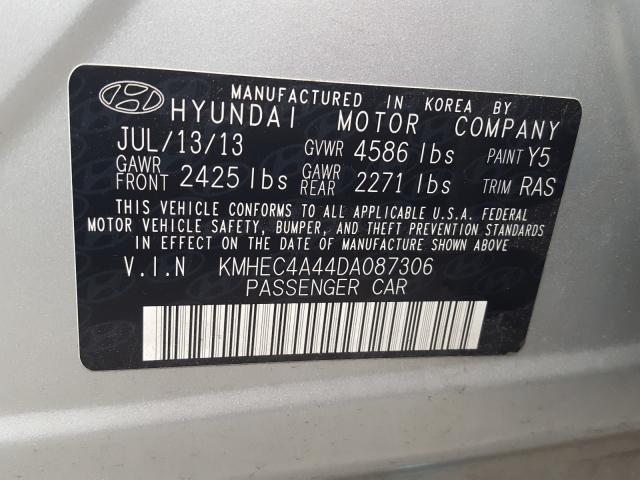 MANUFACTURED IN KOREA BY
HYUNDAI MOTOR COMPANY
JUL/13/13 GVWR 4586 lbs PAINT Y5
GAWR FRONT 2425 lbs GAWR REAR 2271 lbs TRIM RAS
THIS VEHICLE CONFORMS TO ALL APPLICABLE U.S.A. FEDERAL
MOTOR VEHICLE SAFETY, BUMPER, AND THEFT PREVENTION STANDARDS
IN EFFECT ON THE DATE OF MANUFACTURE SHOWN ABOVE
V.I.N KMHEC4A44DA087306
PASSENGER CAR